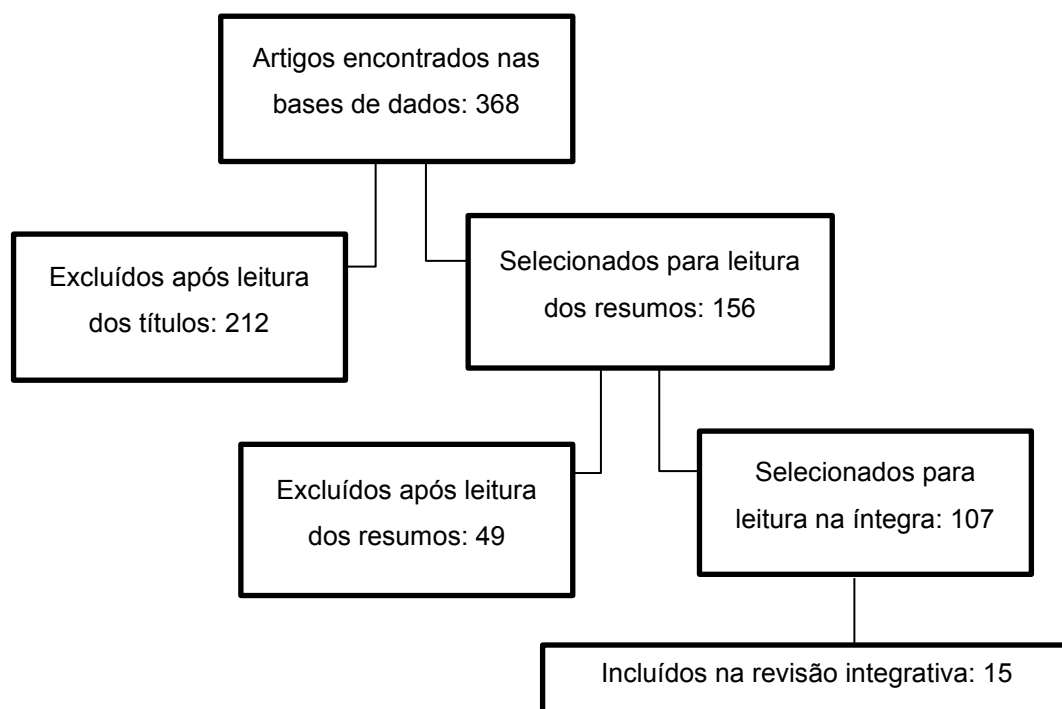 Artigos encontrados nas
bases de dados: 368
Excluídos após leitura
dos títulos: 212
Selecionados para leitura
dos resumos: 156
Excluídos após leitura
dos resumos: 49
Selecionados para
leitura na íntegra: 107
Incluídos na revisão integrativa: 15